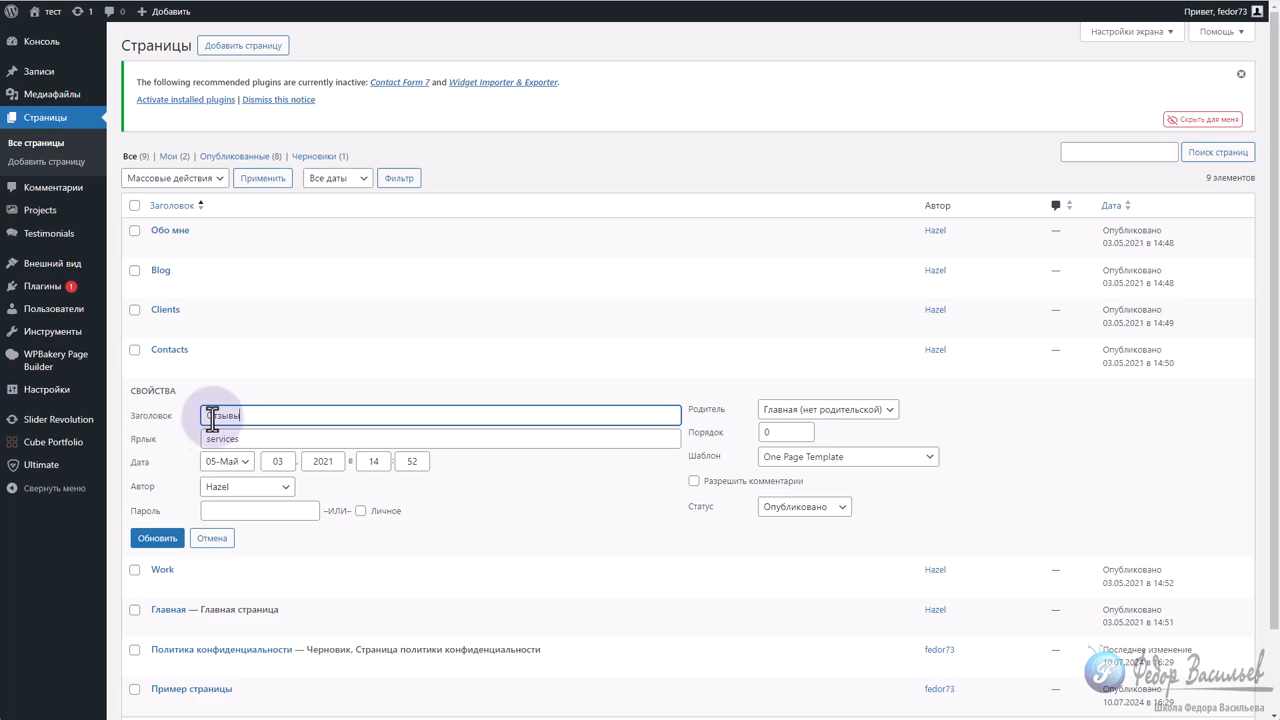 тест 1 0 + Добавить Привет, fedor73
Консоль
Записи
Медиафайлы
Страницы
Все страницы
Добавить страницу
Комментарии
Projects
Testimonials
Внешний вид
Плагины 1
Пользователи
Инструменты
WPBakery Page
Builder
Настройки
Slider Revolution
Cube Portfolio
Ultimate
Свернуть меню
Настройки экрана Помощь
Страницы Добавить страницу
The following recommended plugins are currently inactive: Contact Form 7 and Widget Importer & Exporter.
Activate installed plugins | Dismiss this notice
Скрыть для меня
Все (9) | Мои (2) | Опубликованные (8) | Черновики (1)
Поиск страниц
Массовые действия Применить Все даты Фильтр 9 элементов
Заголовок Автор Дата
Обо мне Hazel — Опубликовано
03.05.2021 в 14:48
Blog Hazel — Опубликовано
03.05.2021 в 14:48
Clients Hazel — Опубликовано
03.05.2021 в 14:49
Contacts Hazel — Опубликовано
03.05.2021 в 14:50
СВОЙСТВА
Заголовок Отзывы
Ярлык services
Дата 05-Май 03 , 2021 в 14 : 52
Автор Hazel
Пароль –ИЛИ– Личное
Родитель Главная (нет родительской)
Порядок 0
Шаблон One Page Template
Разрешить комментарии
Статус Опубликовано
Обновить Отмена
Work Hazel — Опубликовано
03.05.2021 в 14:52
Главная — Главная страница Hazel — Опубликовано
03.05.2021 в 14:51
Политика конфиденциальности — Черновик, Страница политики конфиденциальности fedor73 — Последнее изменение
10.07.2024 в 16:29
Пример страницы fedor73 — Опубликовано
10.07.2024 в 16:29
Федор Васильев
Школа Федора Васильева